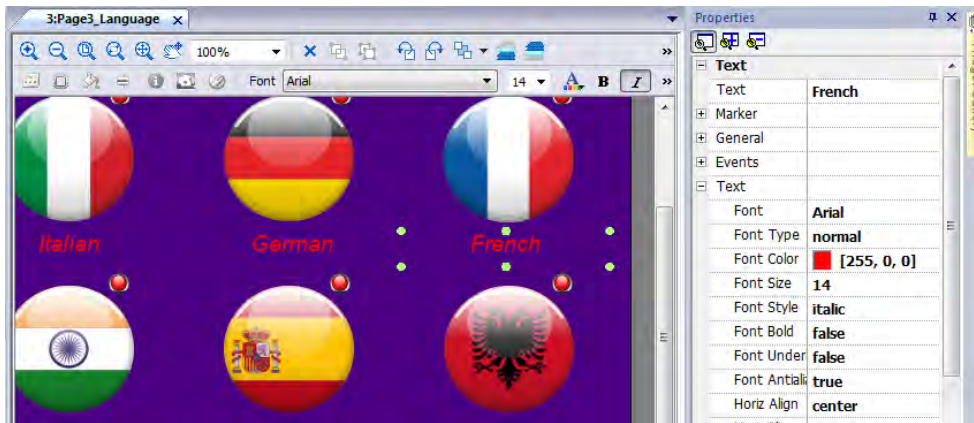 3:Page3_Language x
100%
Font Arial 14 A B I
Italian German French
Properties
Text
Text French
Marker
General
Events
Text
Font Arial
Font Type normal
Font Color [255, 0, 0]
Font Size 14
Font Style italic
Font Bold false
Font Under false
Font Antiali true
Horiz Align center